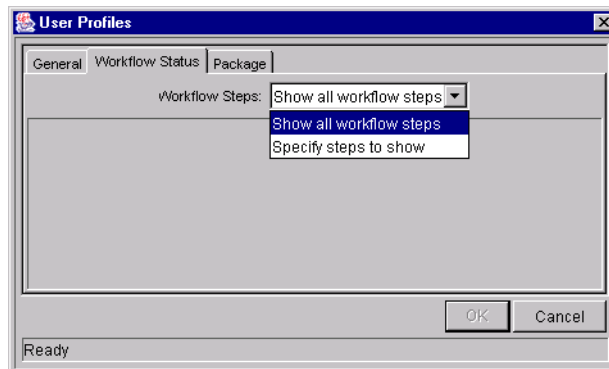 User Profiles
General Workflow Status Package
Workflow Steps: Show all workflow steps
Show all workflow steps
Specify steps to show
OK Cancel
Ready